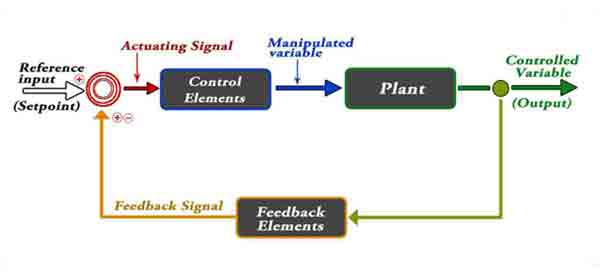 Reference
input
(Setpoint)
+
Actuating Signal
+ −
Control
Elements
Manipulated
variable
Plant
Controlled
Variable
(Output)
Feedback Signal
Feedback
Elements